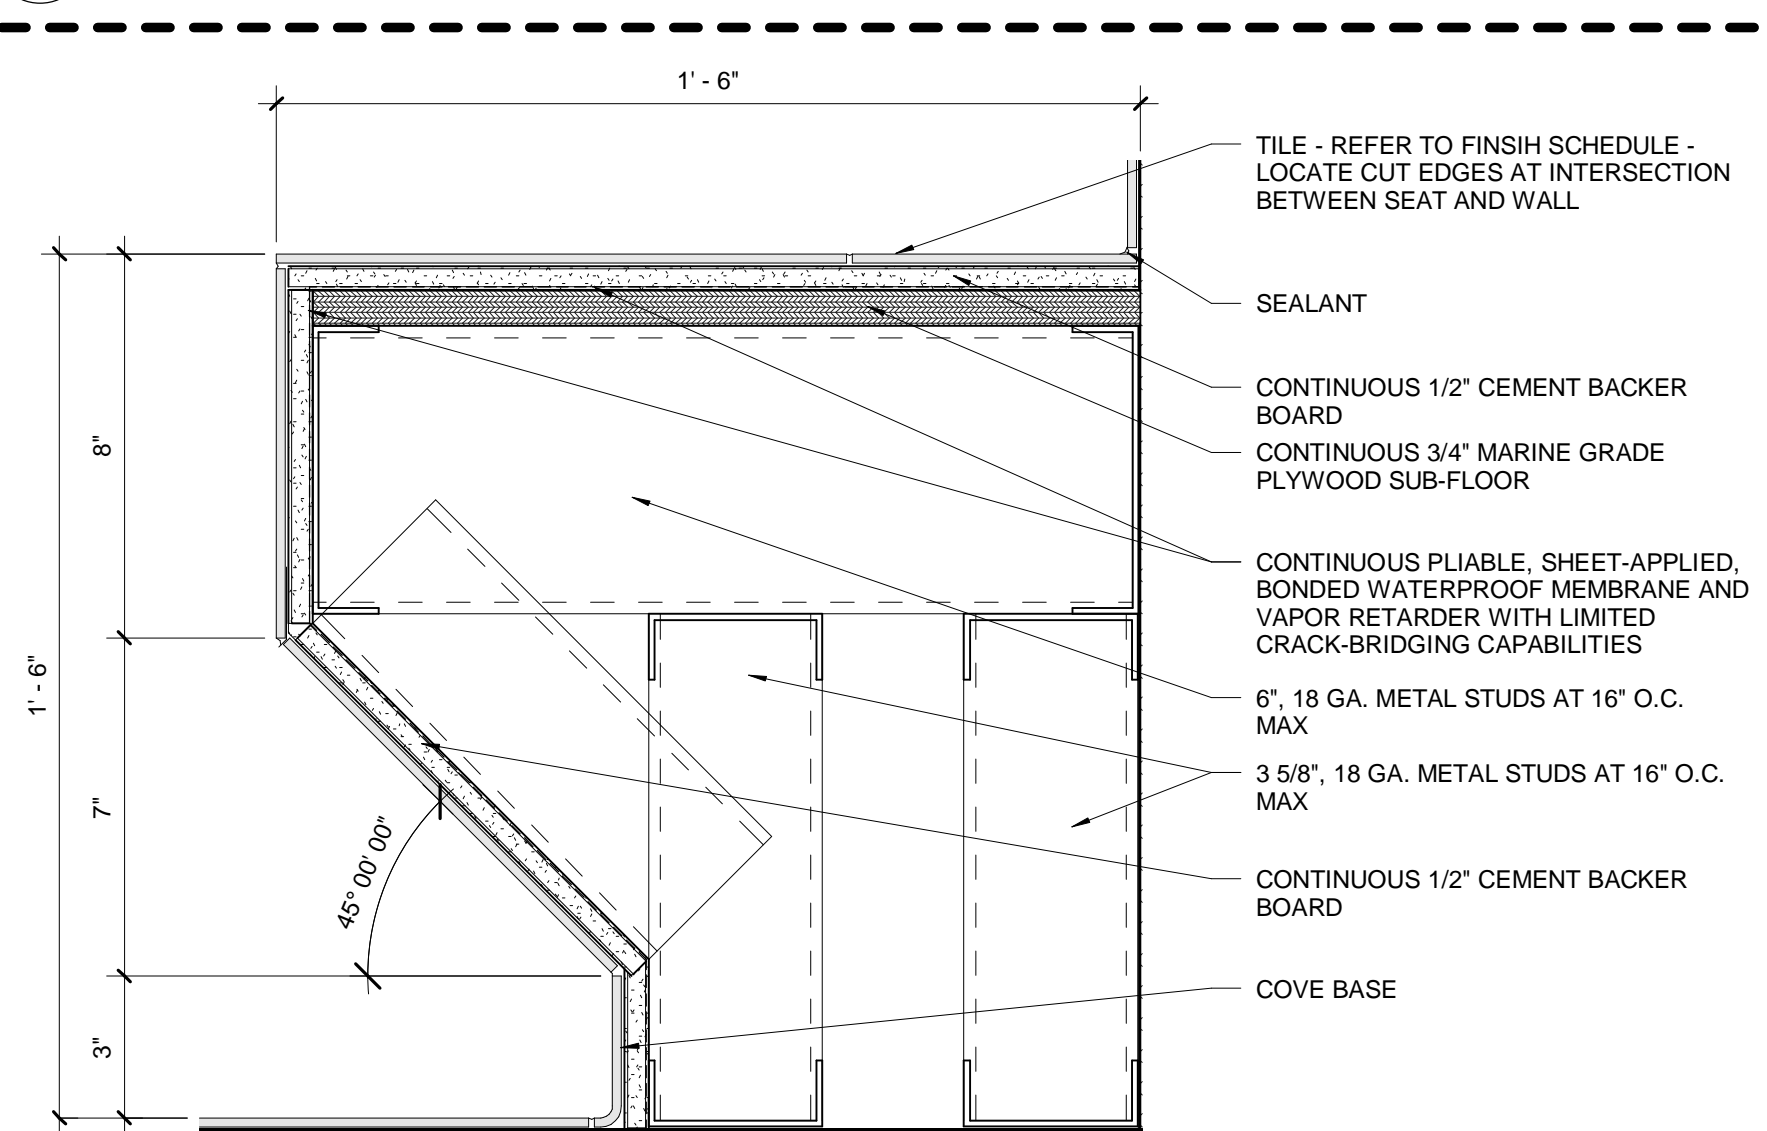 1' - 6"
TILE - REFER TO FINSIH SCHEDULE -
LOCATE CUT EDGES AT INTERSECTION
BETWEEN SEAT AND WALL
SEALANT
CONTINUOUS 1/2" CEMENT BACKER
BOARD
CONTINUOUS 3/4" MARINE GRADE
PLYWOOD SUB-FLOOR
CONTINUOUS PLIABLE, SHEET-APPLIED,
BONDED WATERPROOF MEMBRANE AND
VAPOR RETARDER WITH LIMITED
CRACK-BRIDGING CAPABILITIES
6", 18 GA. METAL STUDS AT 16" O.C.
MAX
3 5/8", 18 GA. METAL STUDS AT 16" O.C.
MAX
CONTINUOUS 1/2" CEMENT BACKER
BOARD
COVE BASE
8"
1' - 6"
7"
45° 00' 00"
3"